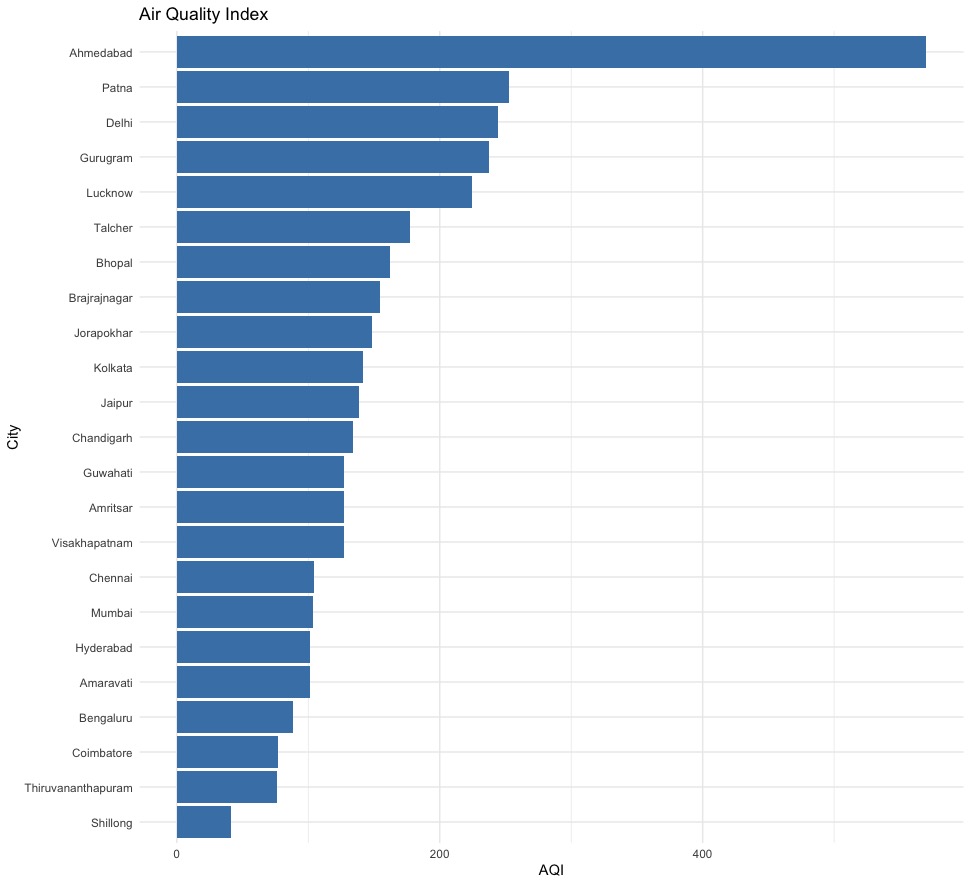 Air Quality Index
Ahmedabad
Patna
Delhi
Gurugram
Lucknow
Talcher
Bhopal
Brajrajnagar
Jorapokhar
Kolkata
Jaipur
Chandigarh
Guwahati
Amritsar
Visakhapatnam
Chennai
Mumbai
Hyderabad
Amaravati
Bengaluru
Coimbatore
Thiruvananthapuram
Shillong
City
0 200 400
AQI